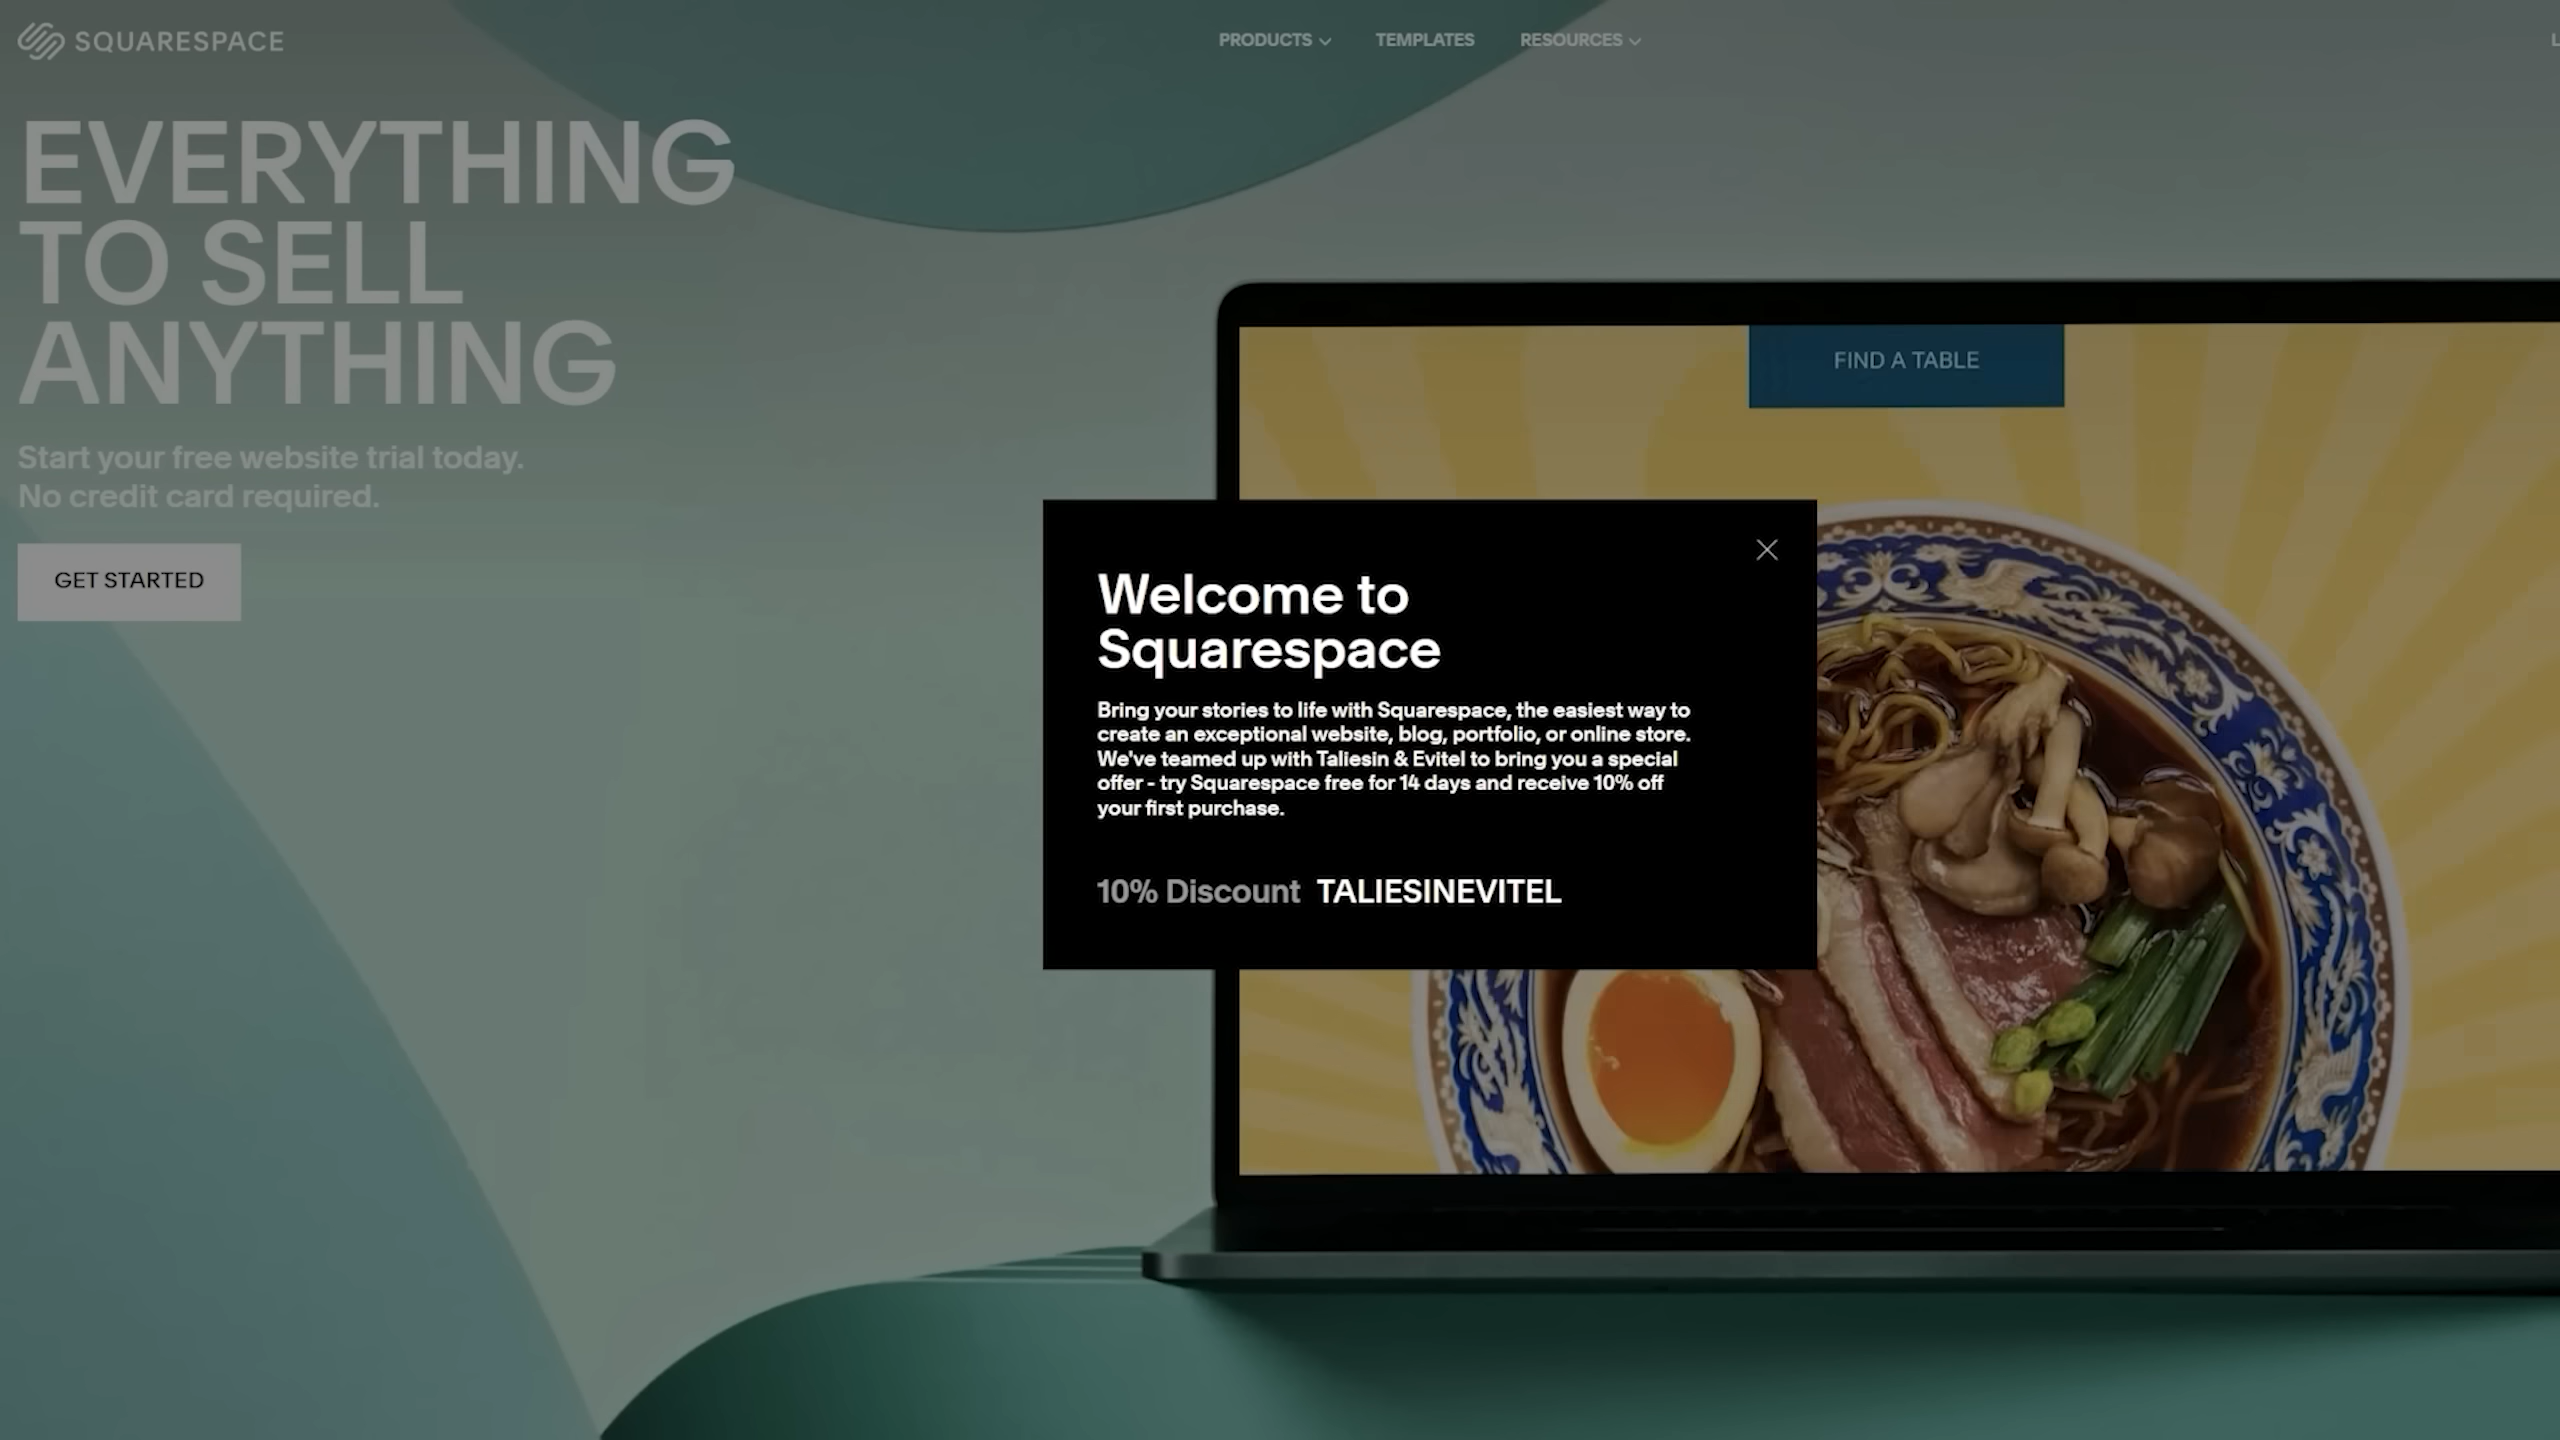 SQUARESPACE
PRODUCTS
TEMPLATES
RESOURCES
EVERYTHING
TO SELL
ANYTHING
Start your free website trial today.
No credit card required.
GET STARTED
FIND A TABLE
Welcome to
Squarespace
Bring your stories to life with Squarespace, the easiest way to
create an exceptional website, blog, portfolio, or online store.
We've teamed up with Taliesin & Evitel to bring you a special
offer - try Squarespace free for 14 days and receive 10% off
your first purchase.
10% Discount TALIESINEVITEL